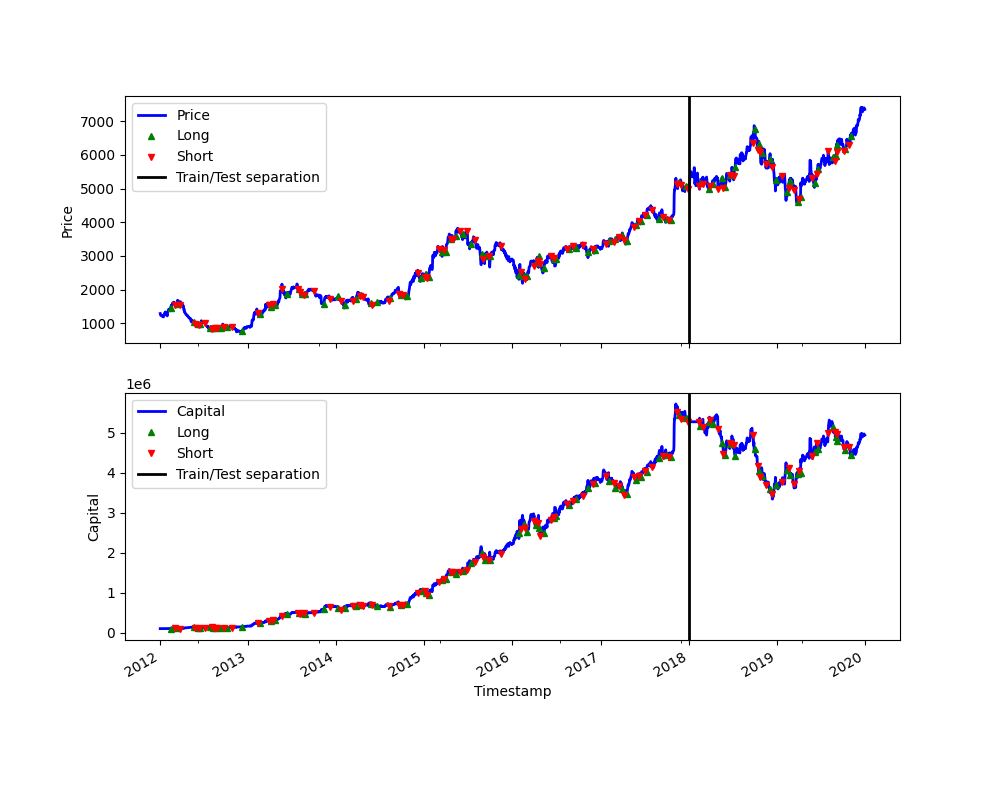 7000
6000
5000
4000
3000
2000
1000
Price
Price
Long
Short
Train/Test separation
1e6
5
4
3
2
1
0
Capital
Capital
Long
Short
Train/Test separation
2012 2013 2014 2015 2016 2017 2018 2019 2020
Timestamp